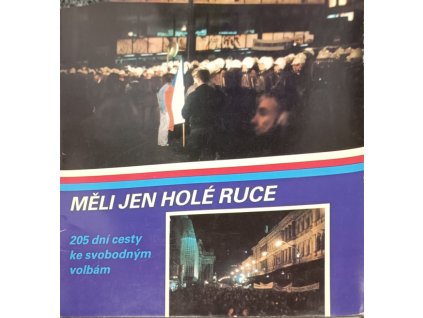 MĚLI JEN HOLÉ RUCE
205 dní cesty
ke svobodným
volbám